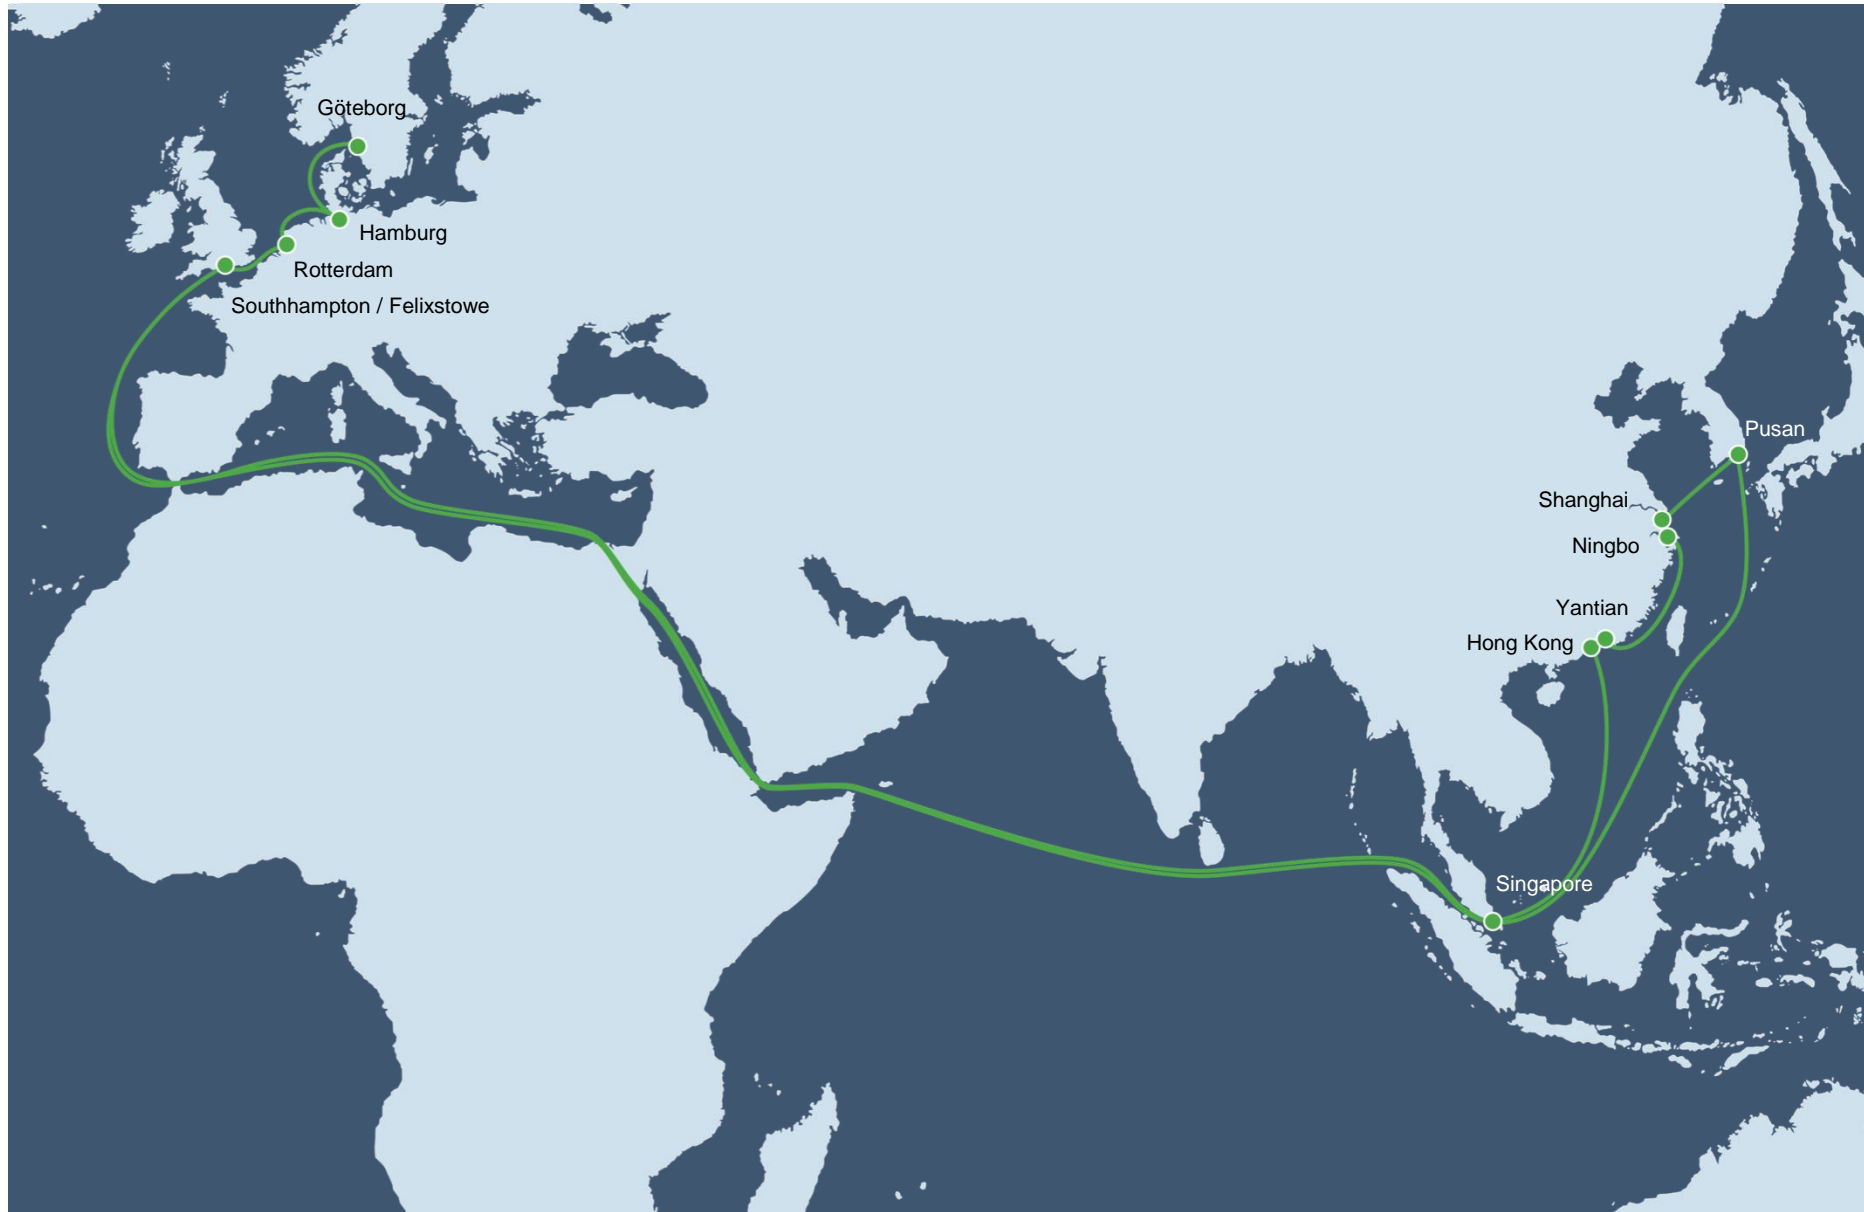 Göteborg
Hamburg
Rotterdam
Southhampton / Felixstowe
Pusan
Shanghai
Ningbo
Yantian
Hong Kong
Singapore